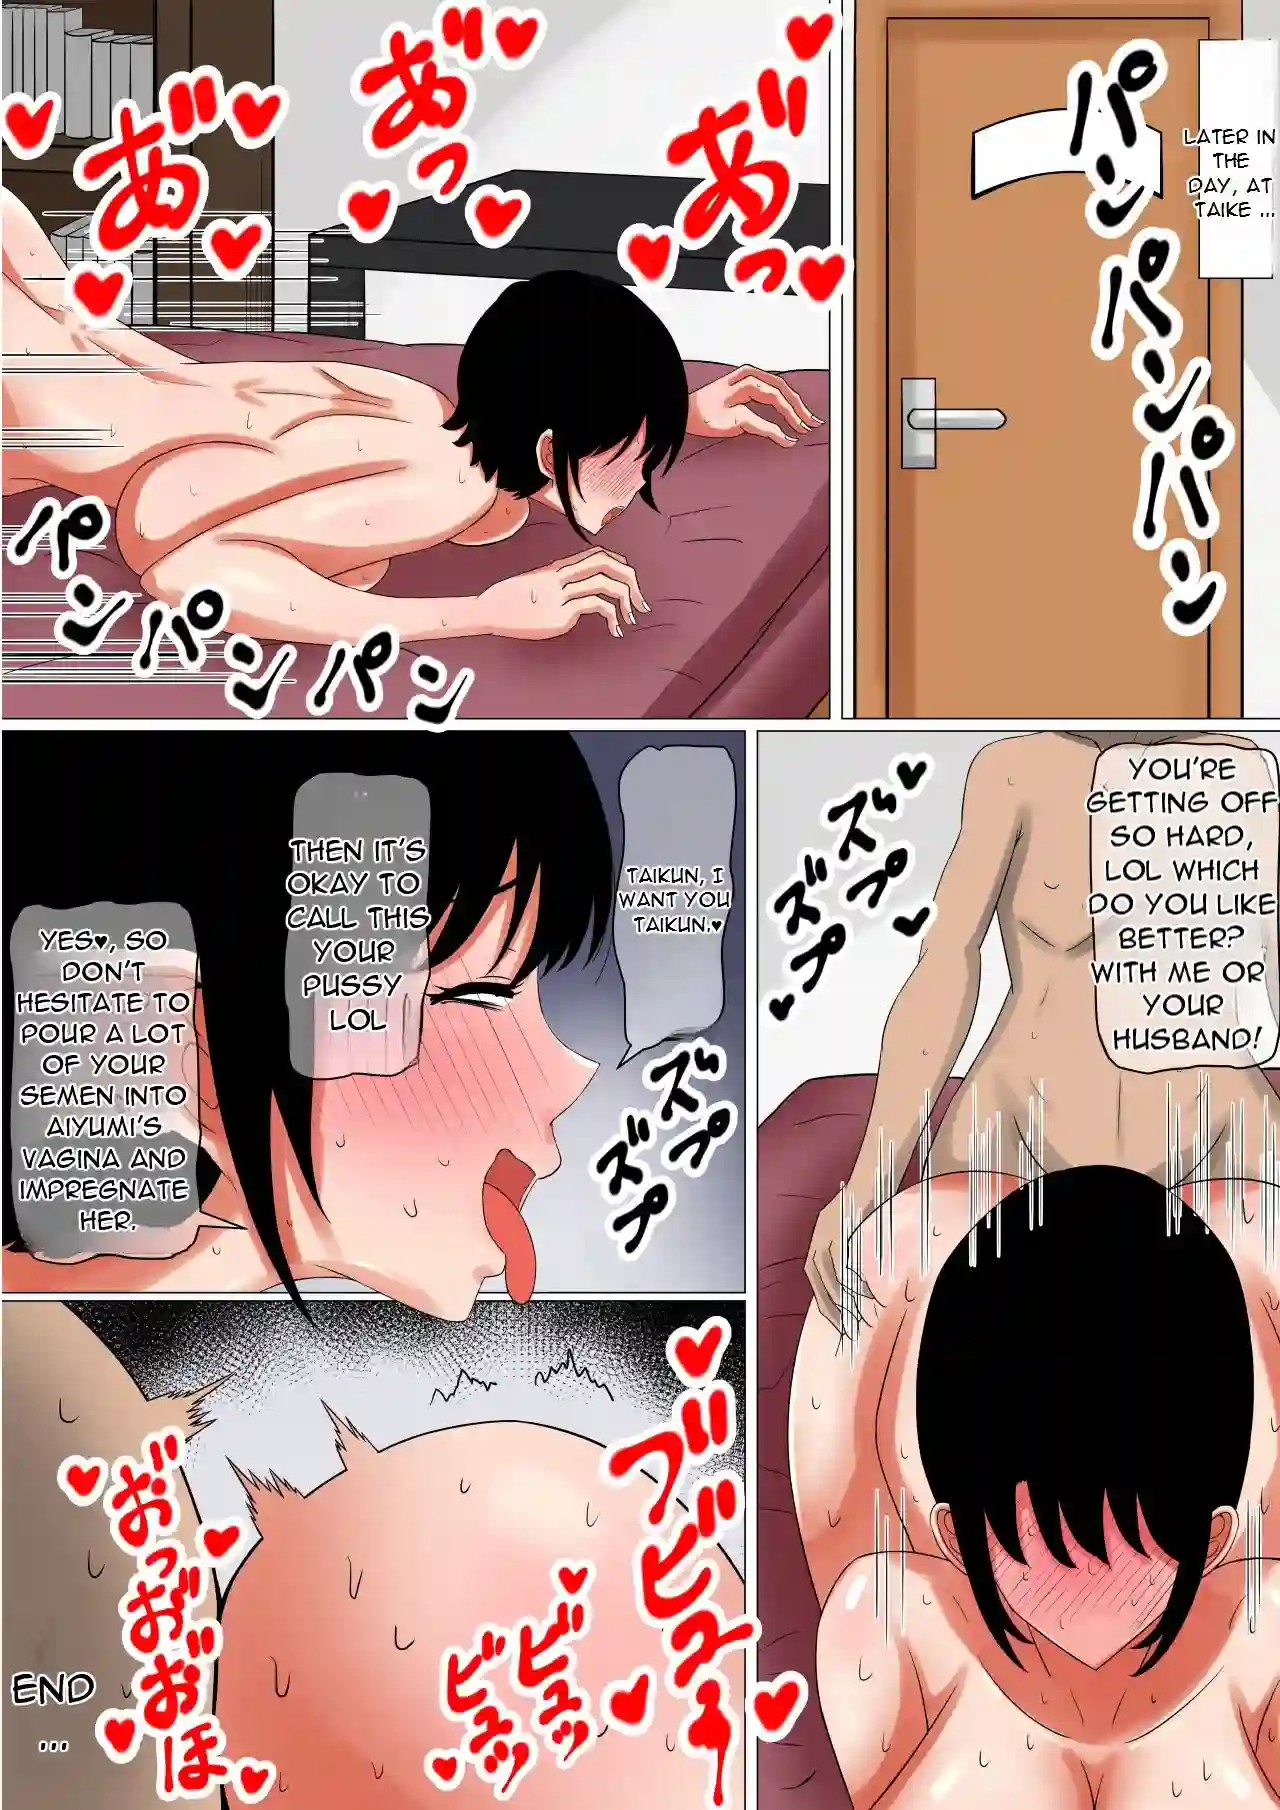 LATER IN
THE
DAY, AT
TAIKE ...
パンパンパンパン
あ゛っ
あ゛っ
あ゛
パンパンパン
YOU'RE
GETTING OFF
SO HARD,
LOL WHICH
DO YOU LIKE
BETTER?
WITH ME OR
YOUR
HUSBAND!
ズプ
ズプ
TAIKUN, I
WANT YOU
TAIKUN.♥
ズプ
ズプ
THEN IT'S
OKAY TO
CALL THIS
YOUR
PUSSY
LOL
YES♥, SO
DON'T
HESITATE TO
POUR A LOT
OF YOUR
SEMEN INTO
AIYUMI'S
VAGINA AND
IMPREGNATE
HER.
ビュッ
ビュッ
おっ
おおほ
END
...